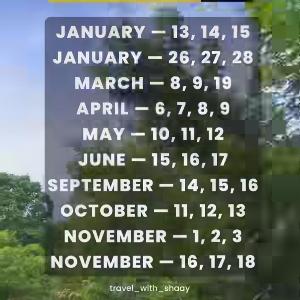 JANUARY — 13, 14, 15
JANUARY — 26, 27, 28
MARCH — 8, 9, 19
APRIL — 6, 7, 8, 9
MAY — 10, 11, 12
JUNE — 15, 16, 17
SEPTEMBER — 14, 15, 16
OCTOBER — 11, 12, 13
NOVEMBER — 1, 2, 3
NOVEMBER — 16, 17, 18
travel_with_shaay